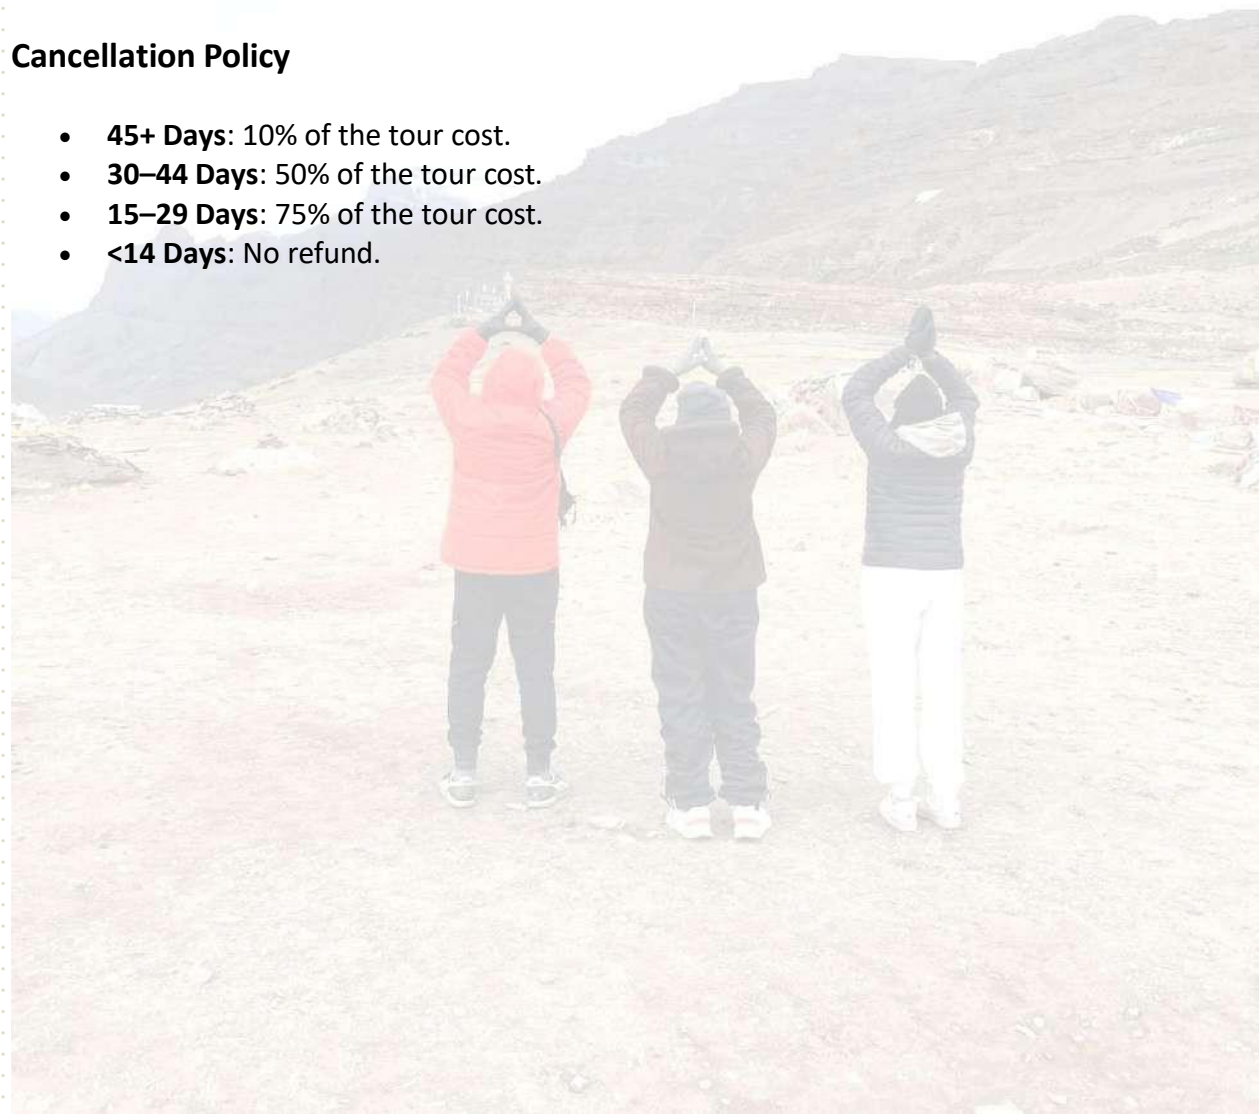 Cancellation Policy
• 45+ Days: 10% of the tour cost.
• 30–44 Days: 50% of the tour cost.
• 15–29 Days: 75% of the tour cost.
• <14 Days: No refund.